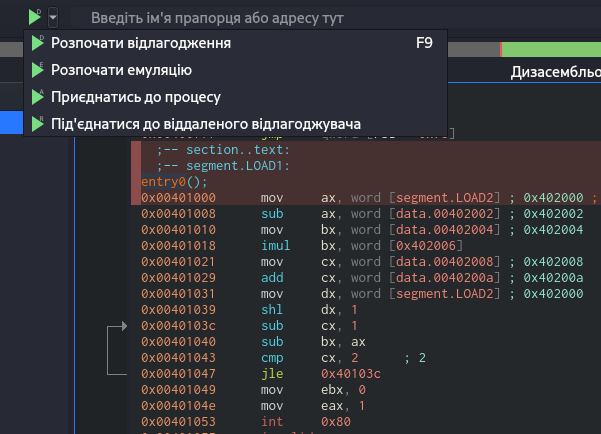 Введіть ім'я прапорця або адресу тут
Розпочати відлагодження F9
Розпочати емуляцію
Приєднатись до процесу
Під'єднатися до віддаленого відлагоджувача
;-- section..text:
;-- segment.LOAD1:
entry0();
0x00401000 mov ax, word [segment.LOAD2] ; 0x402000 ;
0x00401008 sub ax, word [data.00402002] ; 0x402002
0x00401010 mov bx, word [data.00402004] ; 0x402004
0x00401018 imul bx, word [0x402006]
0x00401021 mov cx, word [data.00402008] ; 0x402008
0x00401029 add cx, word [data.0040200a] ; 0x40200a
0x00401031 mov dx, word [segment.LOAD2] ; 0x402000
0x00401039 shl dx, 1
0x0040103c sub cx, 1
0x00401040 sub bx, ax
0x00401043 cmp cx, 2 ; 2
0x00401047 jle 0x40103c
0x00401049 mov ebx, 0
0x0040104e mov eax, 1
0x00401053 int 0x80